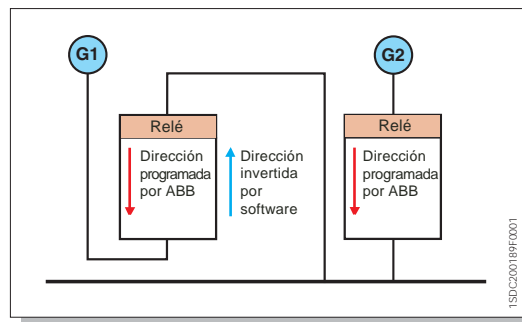 G1
G2
Relé
Dirección
programada
por ABB
Dirección
invertida
por
software
Relé
Dirección
programada
por ABB
1SDC200189F0001